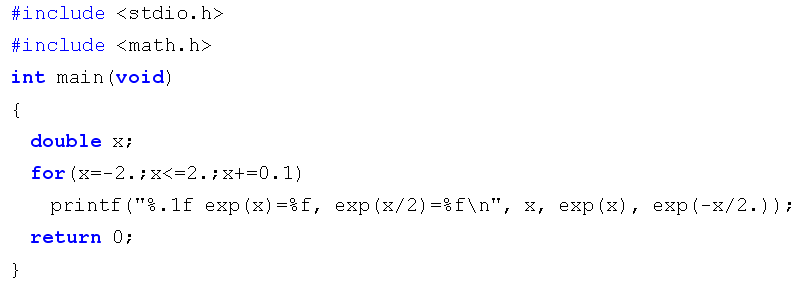 #include <stdio.h>
#include <math.h>
int main(void)
{
  double x;
  for(x=-2.;x<=2.;x+=0.1)
    printf("%.1f exp(x)=%f, exp(x/2)=%f\n", x, exp(x), exp(-x/2.));
  return 0;
}